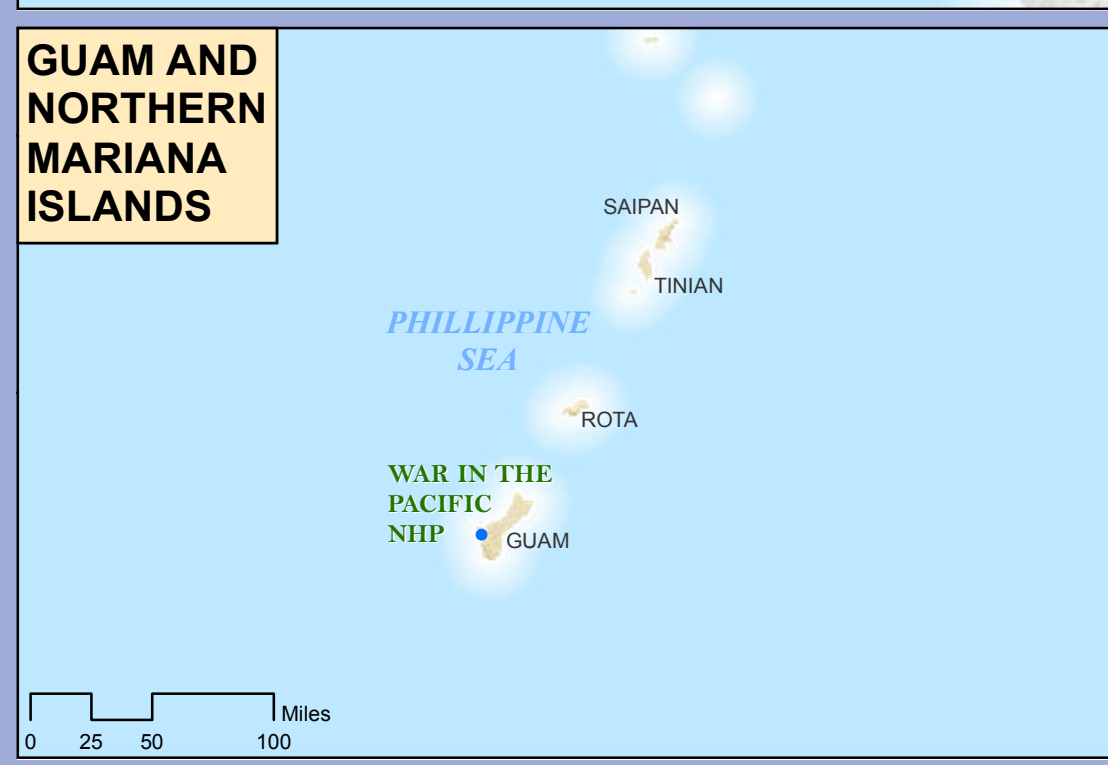 GUAM AND
NORTHERN
MARIANA
ISLANDS
SAIPAN
TINIAN
PHILLIPPINE
SEA
ROTA
WAR IN THE
PACIFIC
NHP
GUAM
Miles
0 25 50 100